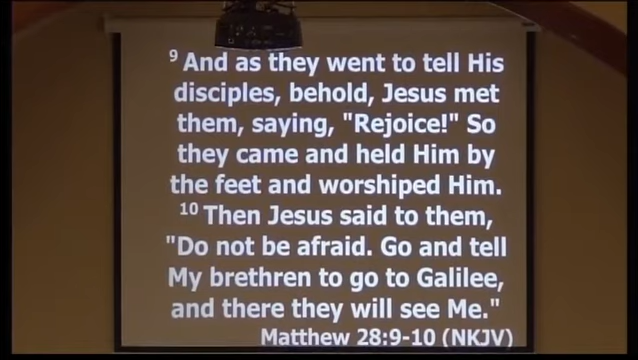 9 And as they went to tell His
disciples, behold, Jesus met
them, saying, "Rejoice!" So
they came and held Him by
the feet and worshiped Him.
10 Then Jesus said to them,
"Do not be afraid. Go and tell
My brethren to go to Galilee,
and there they will see Me."
Matthew 28:9-10 (NKJV)